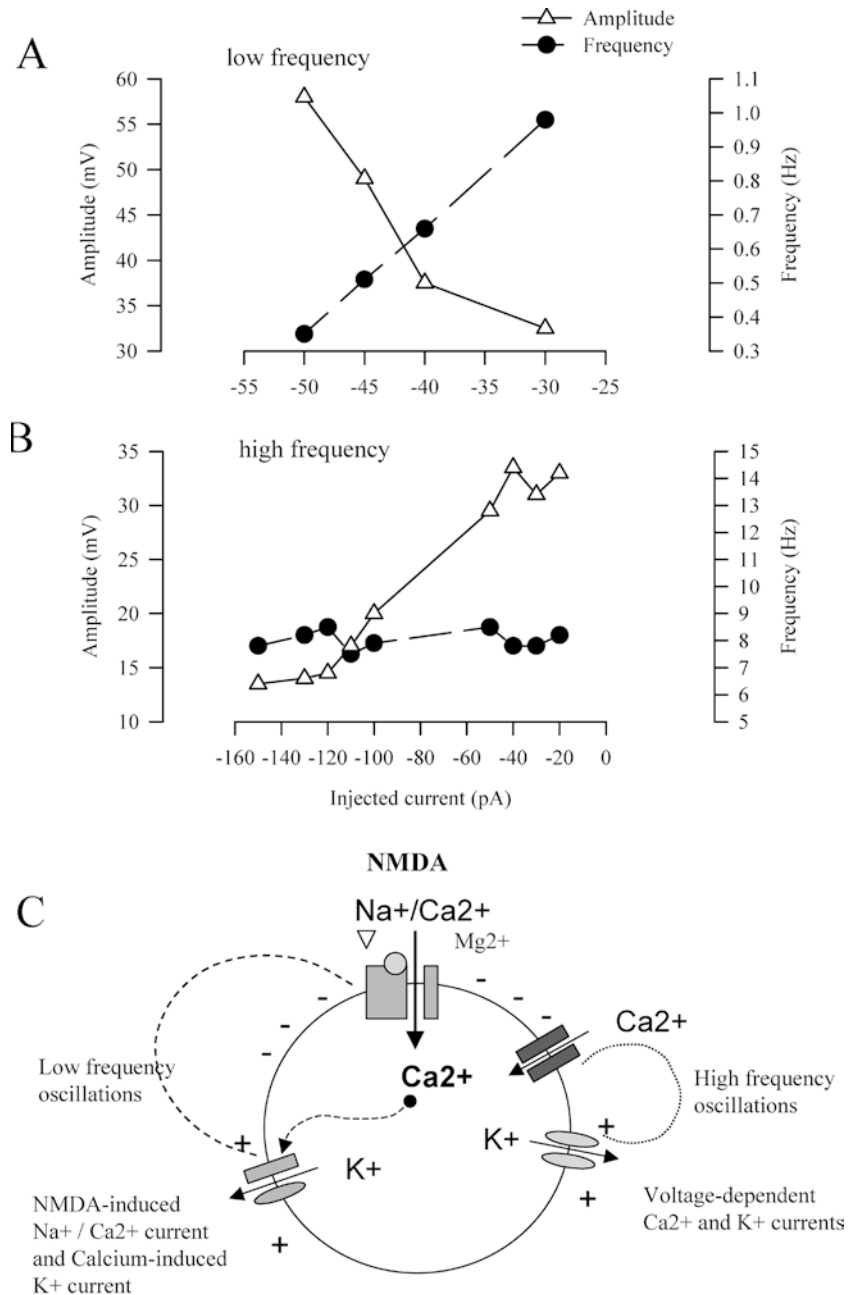 Amplitude
Frequency
A
low frequency
60
55
50
45
40
35
30
Amplitude (mV)
1.1
1.0
0.9
0.8
0.7
0.6
0.5
0.4
0.3
Frequency (Hz)
-55 -50 -45 -40 -35 -30 -25
B
high frequency
35
30
25
20
15
10
Amplitude (mV)
15
14
13
12
11
10
9
8
7
6
5
Frequency (Hz)
-160 -140 -120 -100 -80 -60 -40 -20 0
Injected current (pA)
C
NMDA
Na+/Ca2+
Mg2+
- - - -
- - -
Ca2+
Ca2+
Low frequency
oscillations
High frequency
oscillations
K+
K+
+
+
+
+
NMDA-induced
Na+ / Ca2+ current
and Calcium-induced
K+ current
Voltage-dependent
Ca2+ and K+ currents